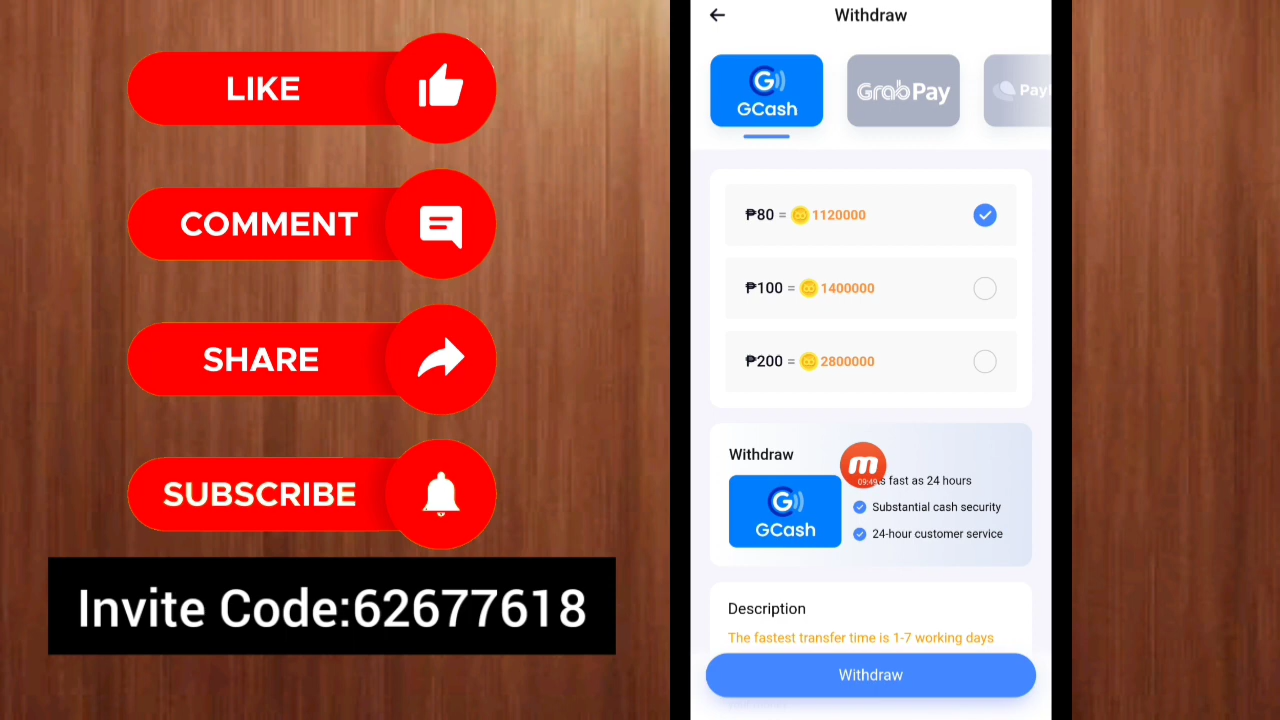 LIKE
COMMENT
SHARE
SUBSCRIBE
Invite Code:62677618
Withdraw
GCash
GrabPay
Pay
₱80 = 1120000
₱100 = 1400000
₱200 = 2800000
Withdraw
GCash
09:49
s fast as 24 hours
Substantial cash security
24-hour customer service
Description
The fastest transfer time is 1-7 working days
Withdraw